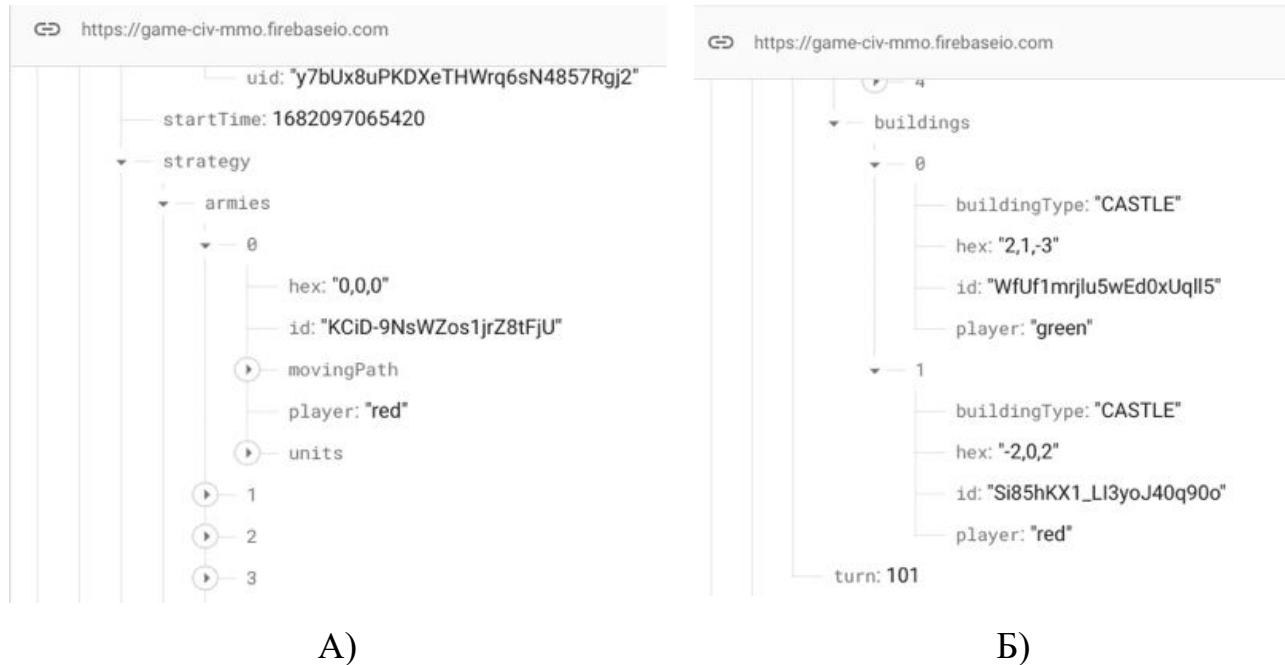 https://game-civ-mmo.firebaseio.com
uid: "y7bUx8uPKDXeTHWrq6sN4857Rgj2"
startTime: 1682097065420
strategy
armies
0
hex: "0,0,0"
id: "KCiD-9NsWZos1jrZ8tFjU"
movingPath
player: "red"
units
1
2
3
А)
https://game-civ-mmo.firebaseio.com
4
buildings
0
buildingType: "CASTLE"
hex: "2,1,-3"
id: "WfUf1mrjlu5wEd0xUqll5"
player: "green"
1
buildingType: "CASTLE"
hex: "-2,0,2"
id: "Si85hKX1_LI3yoJ40q90o"
player: "red"
turn: 101
Б)